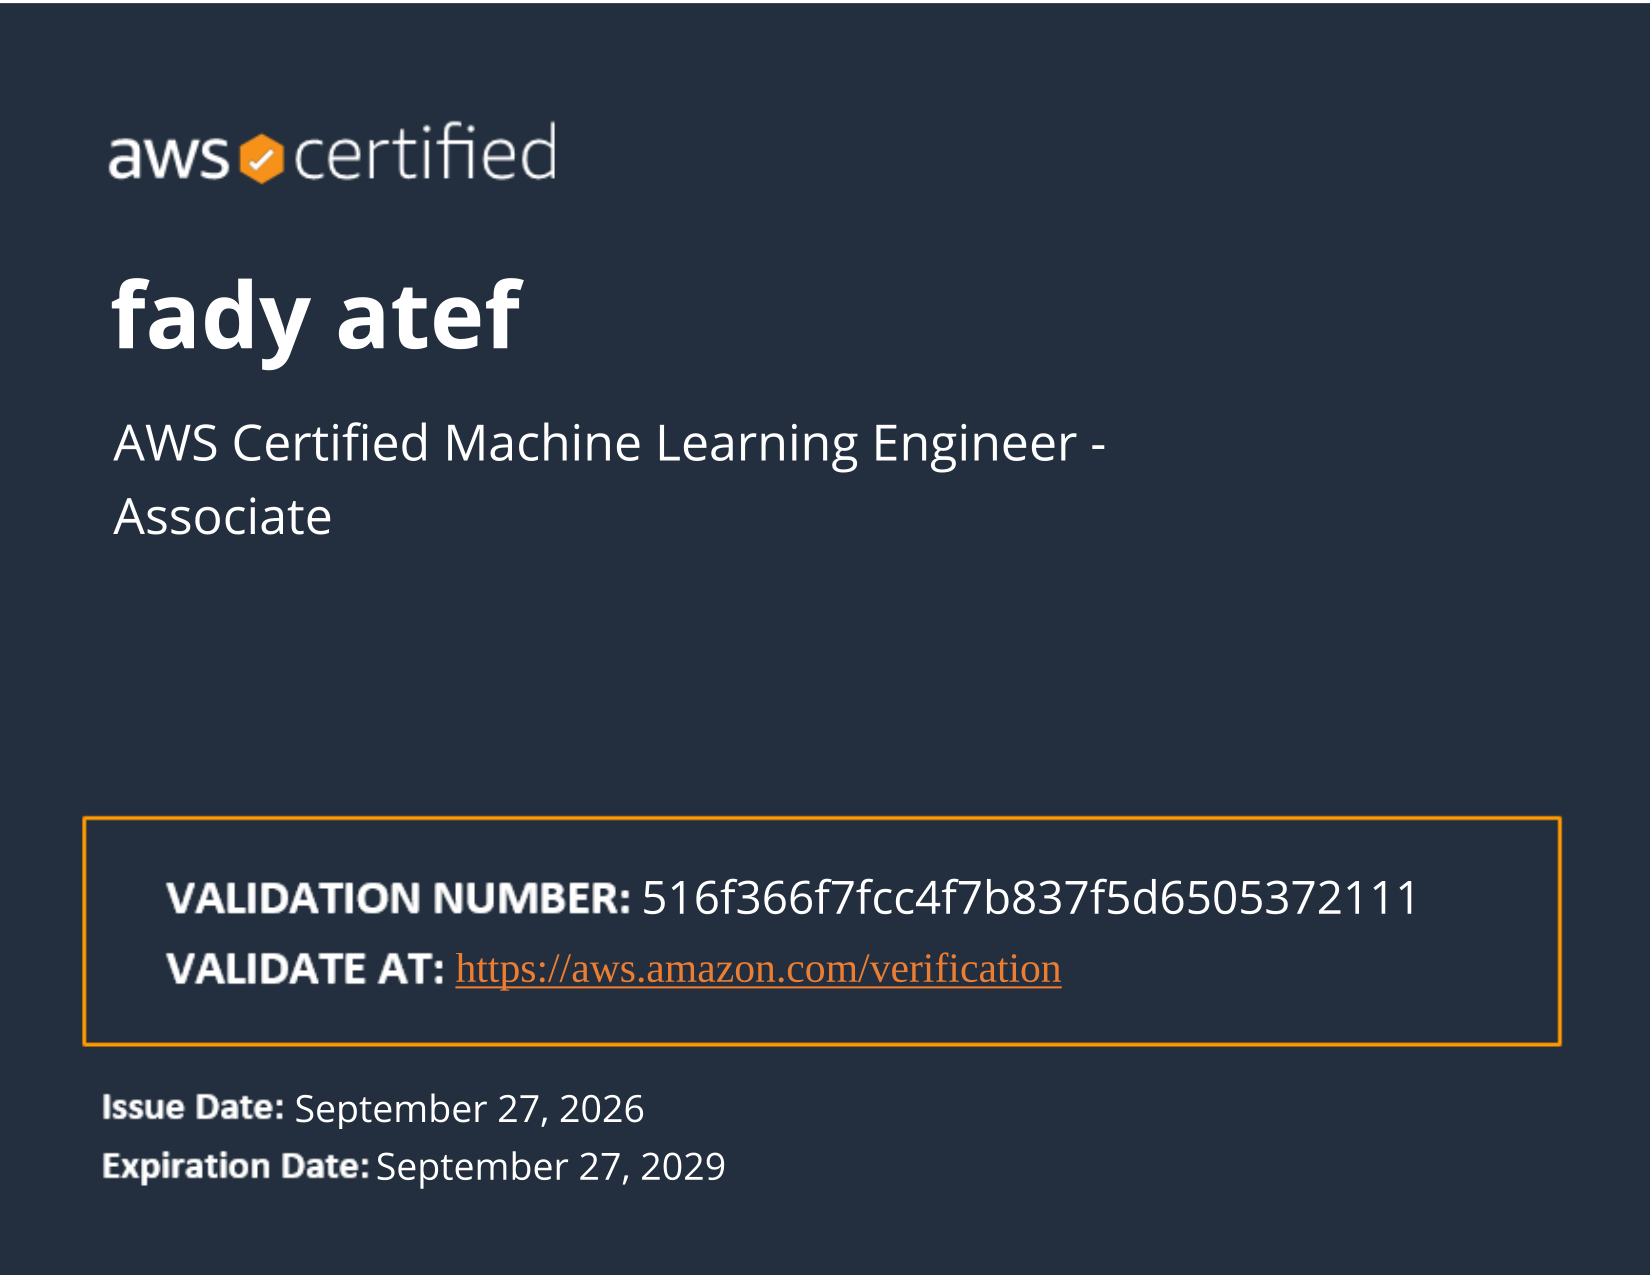 aws certified
fady atef
AWS Certified Machine Learning Engineer -
Associate
VALIDATION NUMBER: 516f366f7fcc4f7b837f5d6505372111
VALIDATE AT: https://aws.amazon.com/verification
Issue Date: September 27, 2026
Expiration Date: September 27, 2029